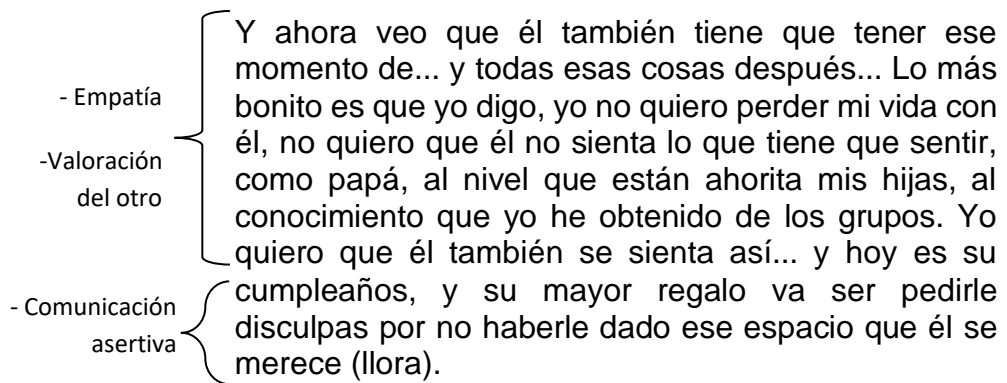 - Empatía
-Valoración
del otro
- Comunicación
asertiva
Y ahora veo que él también tiene que tener ese
momento de... y todas esas cosas después... Lo más
bonito es que yo digo, yo no quiero perder mi vida con
él, no quiero que él no sienta lo que tiene que sentir,
como papá, al nivel que están ahorita mis hijas, al
conocimiento que yo he obtenido de los grupos. Yo
quiero que él también se sienta así... y hoy es su
cumpleaños, y su mayor regalo va ser pedirle
disculpas por no haberle dado ese espacio que él se
merece (llora).